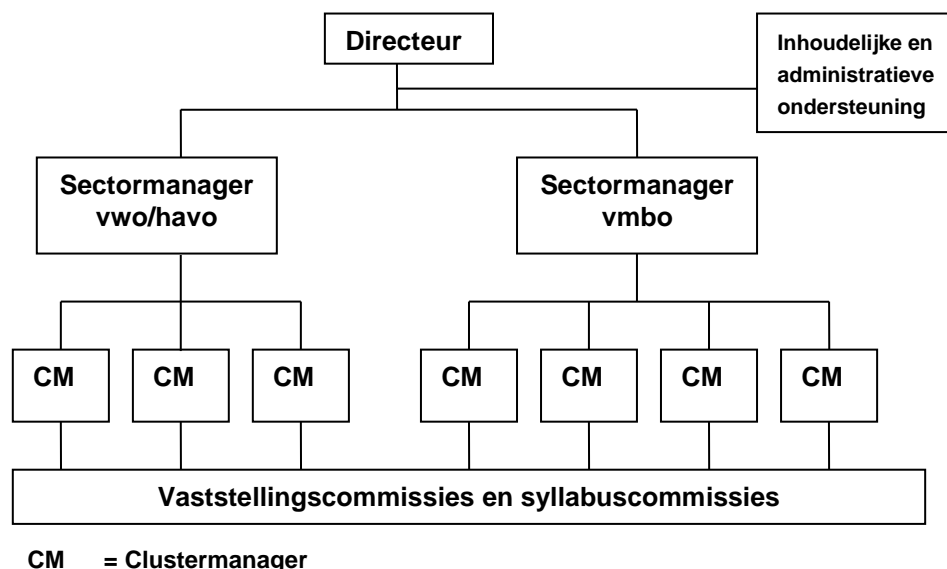 Directeur
Inhoudelijke en
administratieve
ondersteuning
Sectormanager
vwo/havo
Sectormanager
vmbo
CM
CM
CM
CM
CM
CM
CM
Vaststellingscommissies en syllabuscommissies
CM = Clustermanager